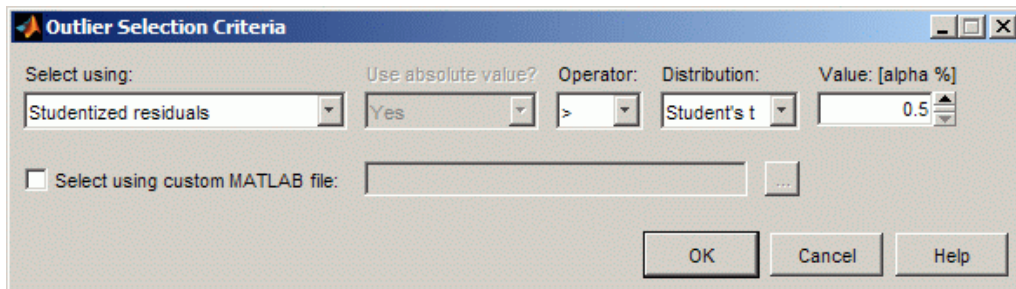 Outlier Selection Criteria
Select using: Use absolute value? Operator: Distribution: Value: [alpha %]
Studentized residuals Yes > Student's t 0.5
Select using custom MATLAB file: ...
OK Cancel Help